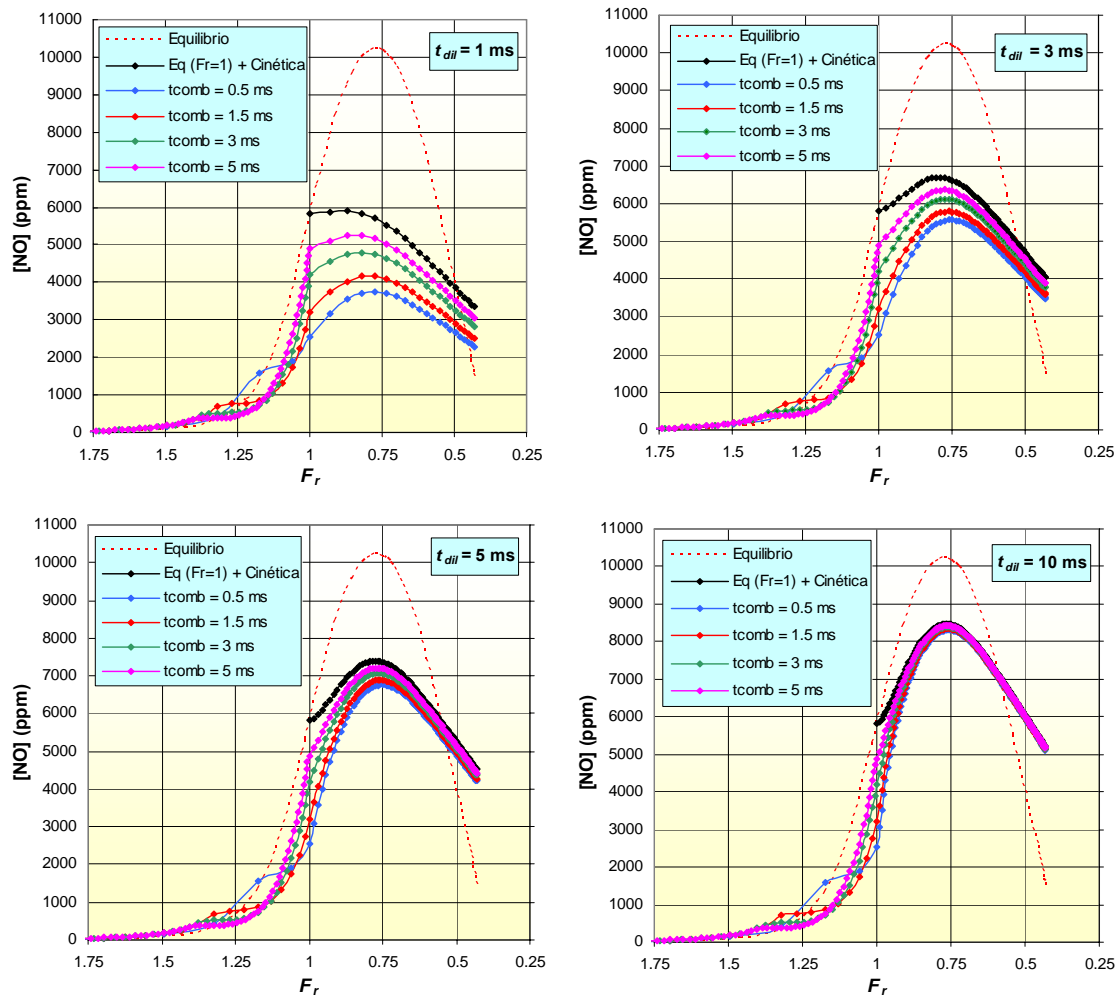 11000
10000
9000
8000
7000
6000
5000
4000
3000
2000
1000
0
[NO] (ppm)
Equilibrio
Eq (Fr=1) + Cinética
tcomb = 0.5 ms
tcomb = 1.5 ms
tcomb = 3 ms
tcomb = 5 ms
t dil = 1 ms
1.75 1.5 1.25 1 0.75 0.5 0.25
F r
11000
10000
9000
8000
7000
6000
5000
4000
3000
2000
1000
0
[NO] (ppm)
Equilibrio
Eq (Fr=1) + Cinética
tcomb = 0.5 ms
tcomb = 1.5 ms
tcomb = 3 ms
tcomb = 5 ms
t dil = 3 ms
1.75 1.5 1.25 1 0.75 0.5 0.25
F r
11000
10000
9000
8000
7000
6000
5000
4000
3000
2000
1000
0
[NO] (ppm)
Equilibrio
Eq (Fr=1) + Cinética
tcomb = 0.5 ms
tcomb = 1.5 ms
tcomb = 3 ms
tcomb = 5 ms
t dil = 5 ms
1.75 1.5 1.25 1 0.75 0.5 0.25
F r
11000
10000
9000
8000
7000
6000
5000
4000
3000
2000
1000
0
[NO] (ppm)
Equilibrio
Eq (Fr=1) + Cinética
tcomb = 0.5 ms
tcomb = 1.5 ms
tcomb = 3 ms
tcomb = 5 ms
t dil = 10 ms
1.75 1.5 1.25 1 0.75 0.5 0.25
F r